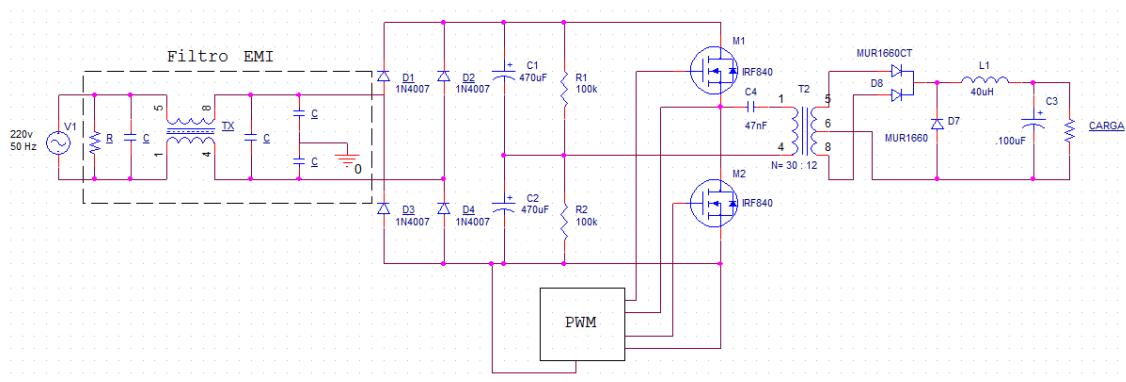 Filtro EMI
220v
50 Hz
V1
R
C
5
8
1
4
TX
C
C
C
0
D1
1N4007
D2
1N4007
D3
1N4007
D4
1N4007
C1
470uF
C2
470uF
R1
100k
R2
100k
M1
IRF840
M2
IRF840
C4
47nF
T2
1
4
5
6
8
N= 30 : 12
MUR1660CT
D8
D7
MUR1660
L1
40uH
C3
.100uF
CARGA
PWM